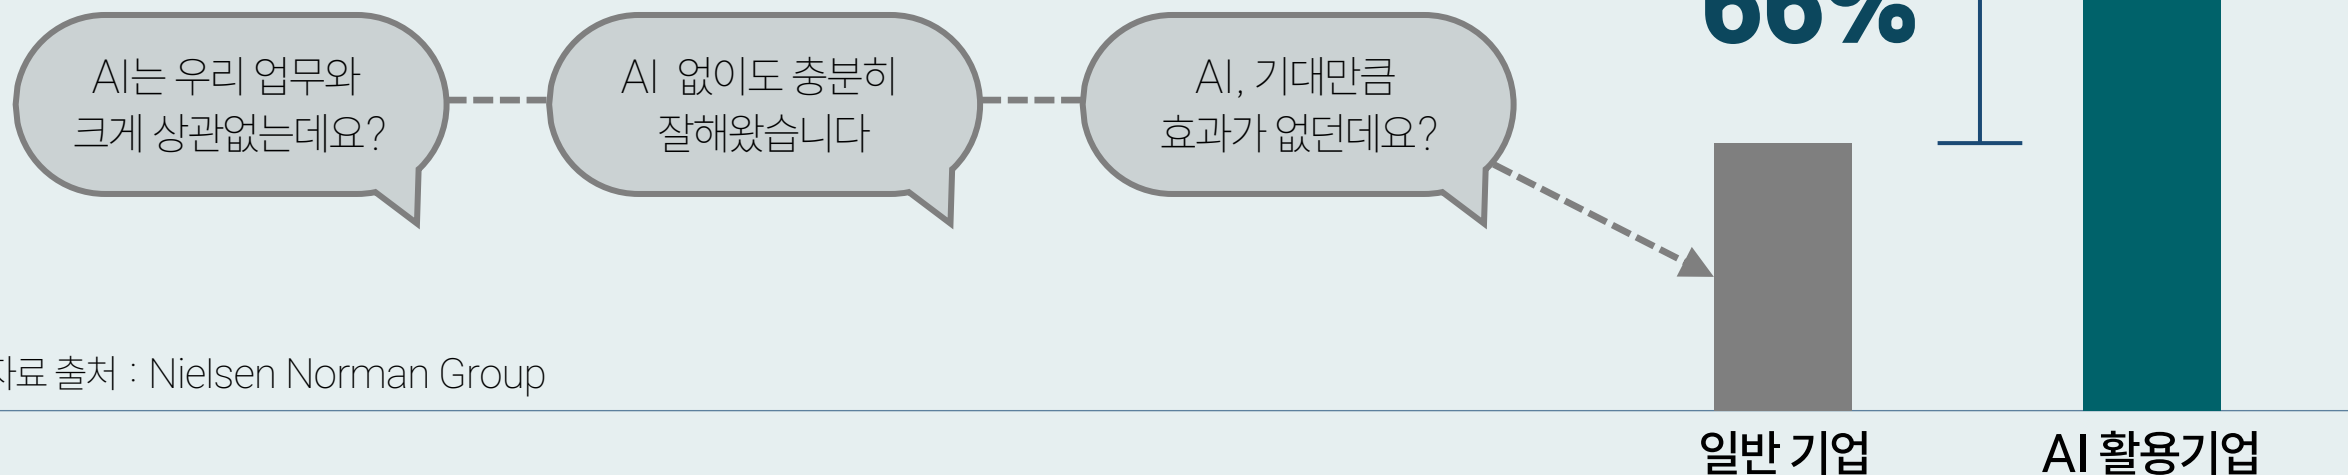 AI는 우리 업무와
크게 상관없는데요?
AI 없이도 충분히
잘해왔습니다
AI, 기대만큼
효과가 없던데요?
66%
자료 출처 : Nielsen Norman Group
일반 기업
AI 활용기업